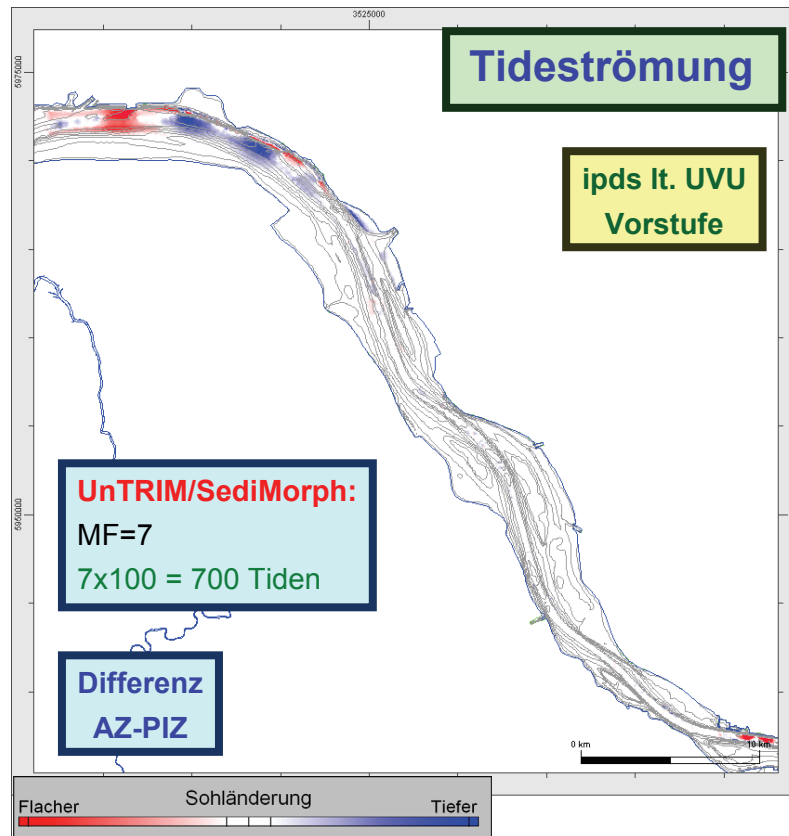 3525000
Tideströmung
5975000
ipds lt. UVU
Vorstufe
UnTRIM/SediMorph:
MF=7
7x100 = 700 Tiden
5950000
Differenz
AZ-PIZ
0 km
10 km
Sohländerung
Flacher
Tiefer